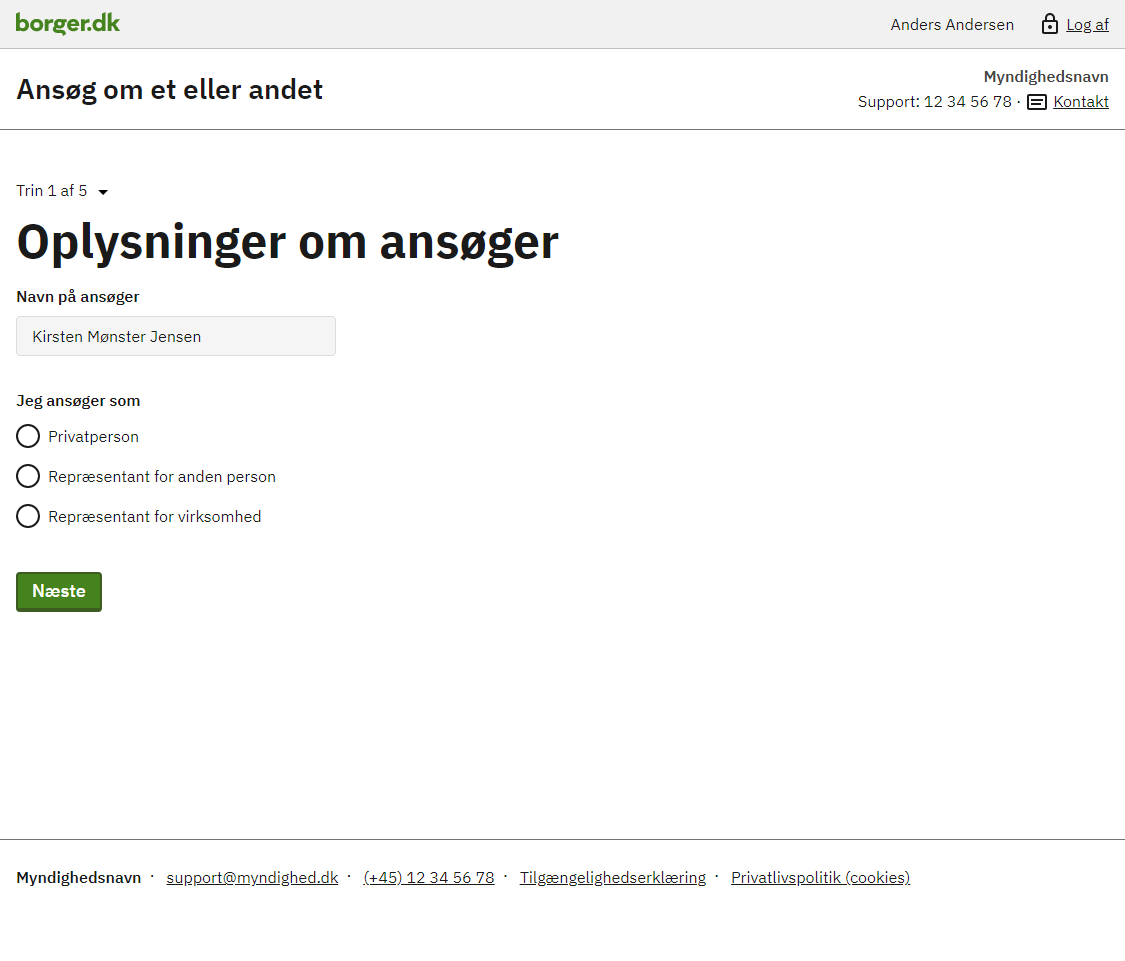 borger.dk
Anders Andersen Log af
Ansøg om et eller andet
Myndighedsnavn
Support: 12 34 56 78 · Kontakt
Trin 1 af 5
Oplysninger om ansøger
Navn på ansøger
Kirsten Mønster Jensen
Jeg ansøger som
Privatperson
Repræsentant for anden person
Repræsentant for virksomhed
Næste
Myndighedsnavn · support@myndighed.dk · (+45) 12 34 56 78 · Tilgængelighedserklæring · Privatlivspolitik (cookies)